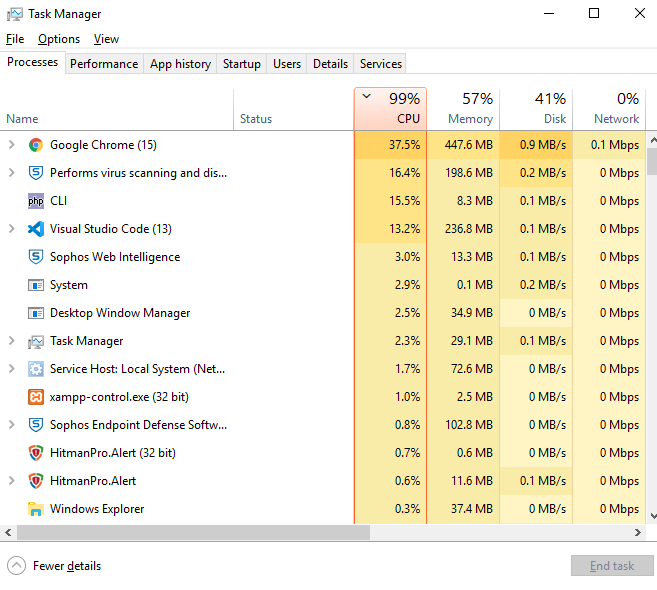 Task Manager
File Options View
Processes Performance App history Startup Users Details Services
99% 57% 41% 0%
Name Status CPU Memory Disk Network
Google Chrome (15) 37.5% 447.6 MB 0.9 MB/s 0.1 Mbps
Performs virus scanning and dis... 16.4% 198.6 MB 0.2 MB/s 0 Mbps
php CLI 15.5% 8.3 MB 0.1 MB/s 0 Mbps
Visual Studio Code (13) 13.2% 236.8 MB 0.1 MB/s 0 Mbps
Sophos Web Intelligence 3.0% 13.3 MB 0.1 MB/s 0 Mbps
System 2.9% 0.1 MB 0.2 MB/s 0 Mbps
Desktop Window Manager 2.5% 34.9 MB 0 MB/s 0 Mbps
Task Manager 2.3% 29.1 MB 0.1 MB/s 0 Mbps
Service Host: Local System (Net... 1.7% 72.6 MB 0 MB/s 0 Mbps
xampp-control.exe (32 bit) 1.0% 2.5 MB 0 MB/s 0 Mbps
Sophos Endpoint Defense Softw... 0.8% 102.8 MB 0 MB/s 0 Mbps
HitmanPro.Alert (32 bit) 0.7% 0.6 MB 0 MB/s 0 Mbps
HitmanPro.Alert 0.6% 11.6 MB 0.1 MB/s 0 Mbps
Windows Explorer 0.3% 37.4 MB 0 MB/s 0 Mbps
Fewer details End task